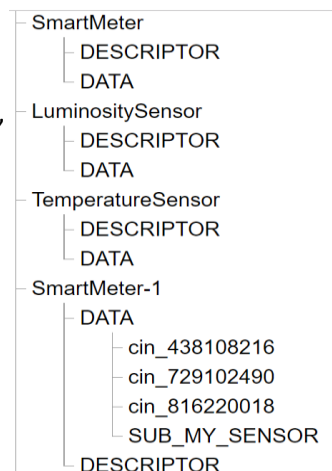 SmartMeter
DESCRIPTOR
DATA
LuminositySensor
DESCRIPTOR
DATA
TemperatureSensor
DESCRIPTOR
DATA
SmartMeter-1
DATA
cin_438108216
cin_729102490
cin_816220018
SUB_MY_SENSOR
DESCRIPTOR